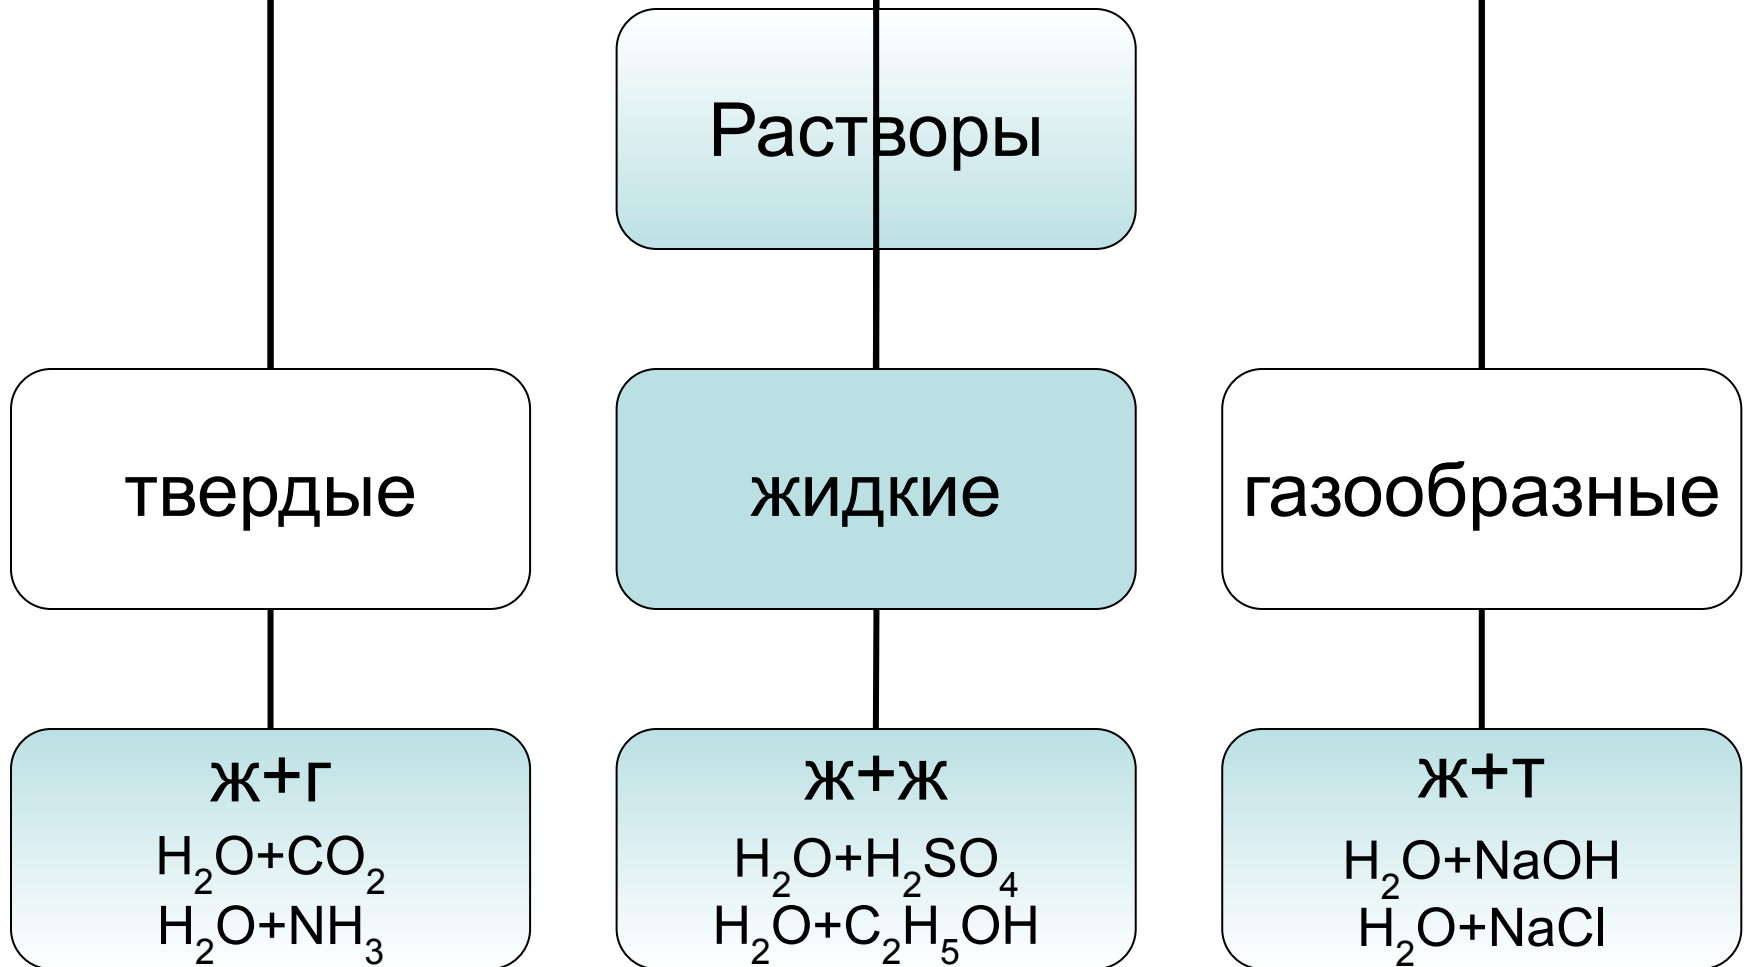 Растворы
твердые
жидкие
газообразные
ж+г
H₂O+CO₂
H₂O+NH₃
ж+ж
H₂O+H₂SO₄
H₂O+C₂H₅OH
ж+т
H₂O+NaOH
H₂O+NaCl